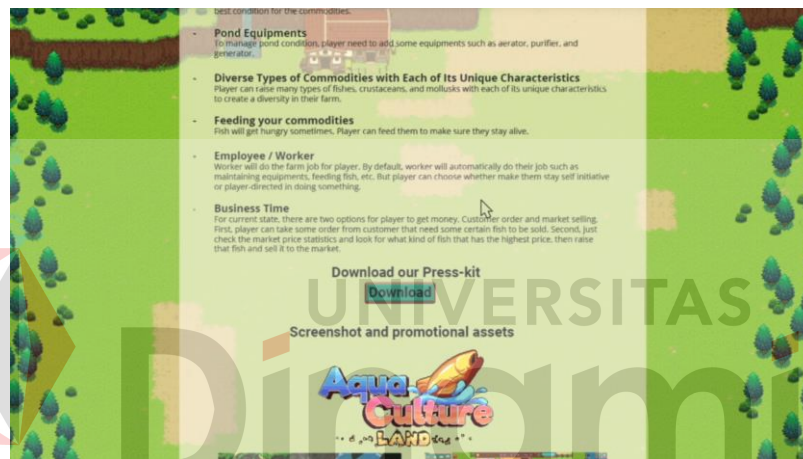 best condition for the commodities.
- Pond Equipments
To manage pond condition, player need to add some equipments such as aerator, purifier, and
generator.
- Diverse Types of Commodities with Each of Its Unique Characteristics
Player can raise many types of fishes, crustaceans, and mollusks with each of its unique characteristics
to create a diversity in their farm.
- Feeding your commodities
Fish will get hungry sometimes. Player can feed them to make sure they stay alive.
- Employee / Worker
Worker will do the farm job for player. By default, worker will automatically do their job such as
maintaining equipments, feeding fish, etc. But player can choose whether make them stay self initiative
or player-directed in doing something.
- Business Time
For current state, there are two options for player to get money. Customer order and market selling.
First, player can take some order from customer that need some certain fish to be sold. Second, just
check the market price statistics and look for what kind of fish that has the highest price, then raise
that fish and sell it to the market.
Download our Press-kit
Download
UNIVERSITAS
Screenshot and promotional assets
Dinami
Aqua
Culture
LAND